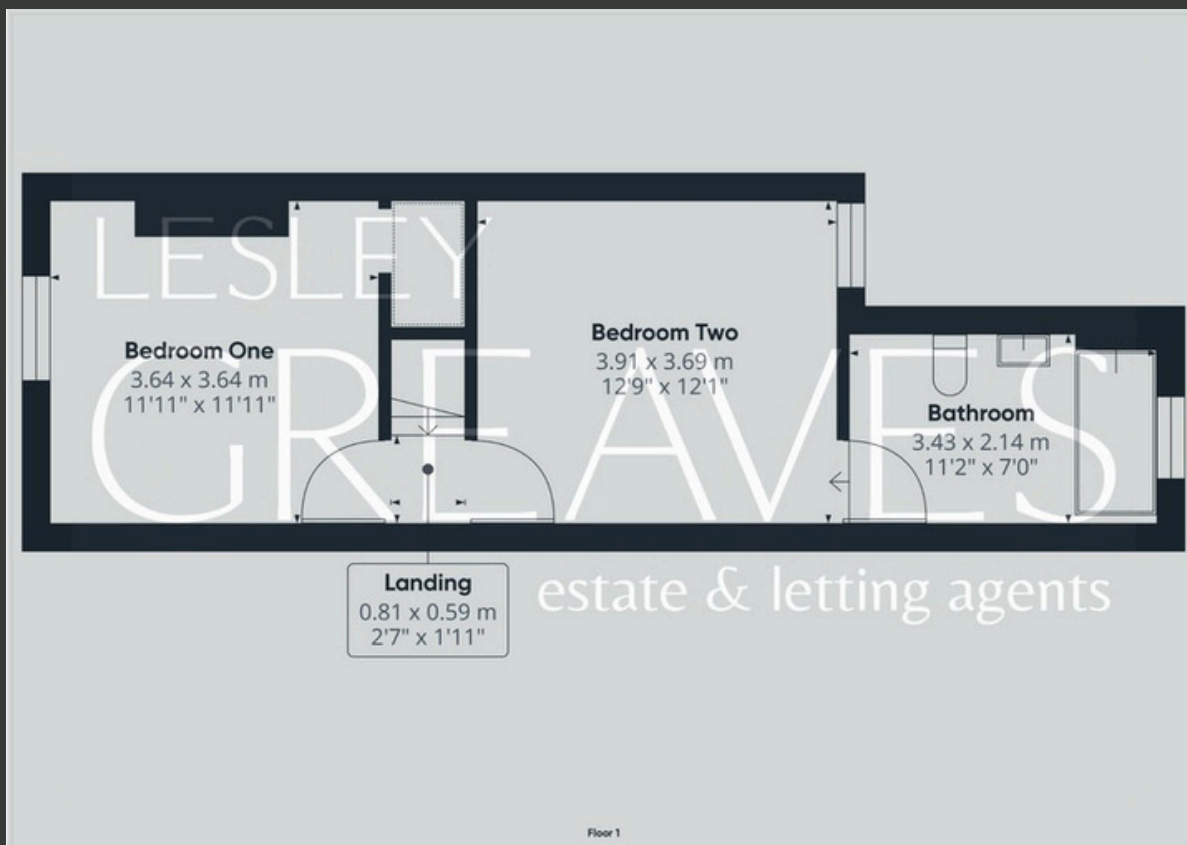 LESLEY
GREAVES
estate & letting agents
Bedroom One
3.64 x 3.64 m
11'11" x 11'11"
Bedroom Two
3.91 x 3.69 m
12'9" x 12'1"
Bathroom
3.43 x 2.14 m
11'2" x 7'0"
Landing
0.81 x 0.59 m
2'7" x 1'11"
Floor 1